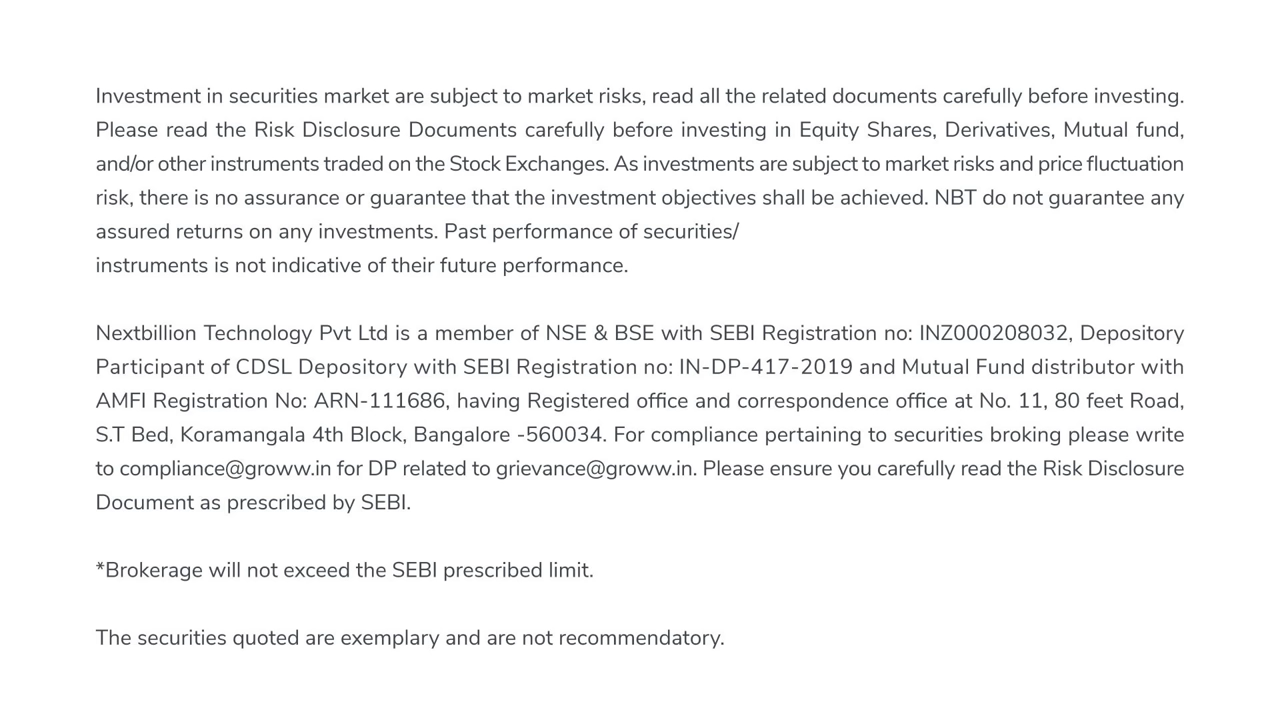 Investment in securities market are subject to market risks, read all the related documents carefully before investing.
Please read the Risk Disclosure Documents carefully before investing in Equity Shares, Derivatives, Mutual fund,
and/or other instruments traded on the Stock Exchanges. As investments are subject to market risks and price fluctuation
risk, there is no assurance or guarantee that the investment objectives shall be achieved. NBT do not guarantee any
assured returns on any investments. Past performance of securities/
instruments is not indicative of their future performance.
Nextbillion Technology Pvt Ltd is a member of NSE & BSE with SEBI Registration no: INZ000208032, Depository
Participant of CDSL Depository with SEBI Registration no: IN-DP-417-2019 and Mutual Fund distributor with
AMFI Registration No: ARN-111686, having Registered office and correspondence office at No. 11, 80 feet Road,
S.T Bed, Koramangala 4th Block, Bangalore -560034. For compliance pertaining to securities broking please write
to compliance@groww.in for DP related to grievance@groww.in. Please ensure you carefully read the Risk Disclosure
Document as prescribed by SEBI.
*Brokerage will not exceed the SEBI prescribed limit.
The securities quoted are exemplary and are not recommendatory.